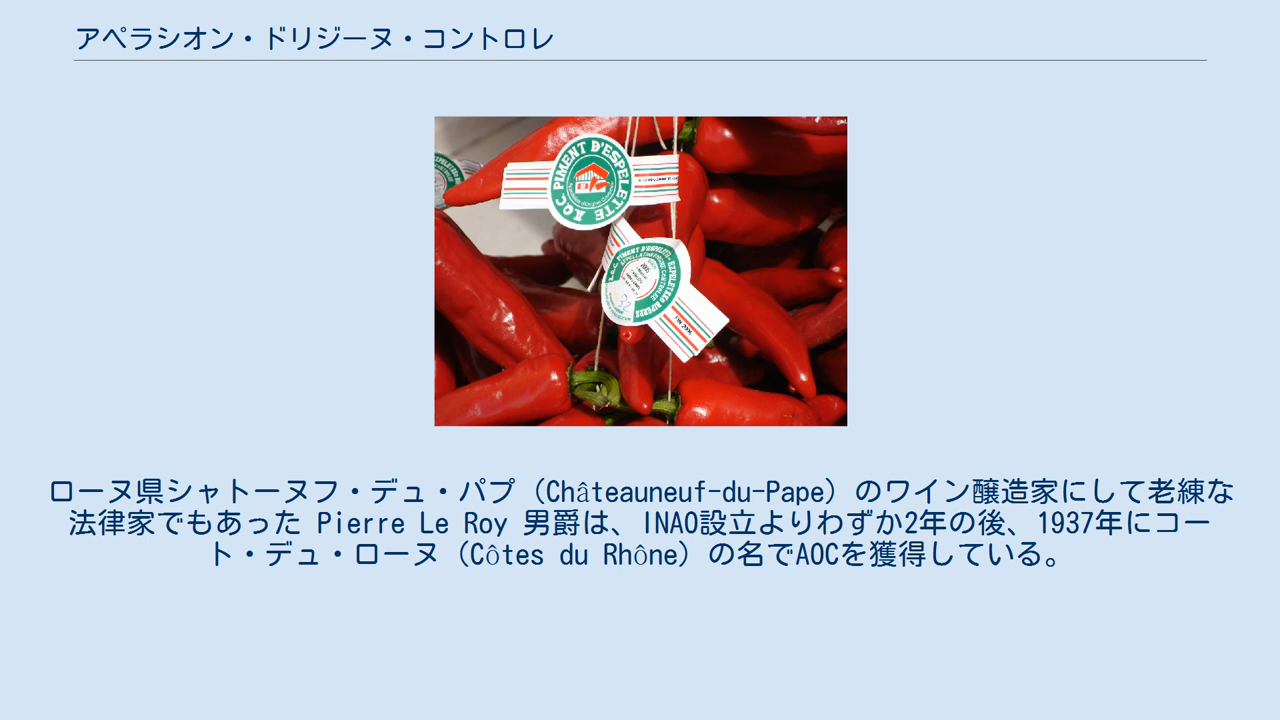 アペラシオン・ドリジーヌ・コントロレ
PIMENT D'ESPELETTE
A.O.C.
32
ローヌ県シャトーヌフ・デュ・パプ（Châteauneuf-du-Pape）のワイン醸造家にして老練な
法律家でもあった Pierre Le Roy 男爵は、INAO設立よりわずか2年の後、1937年にコー
ト・デュ・ローヌ（Côtes du Rhône）の名でAOCを獲得している。